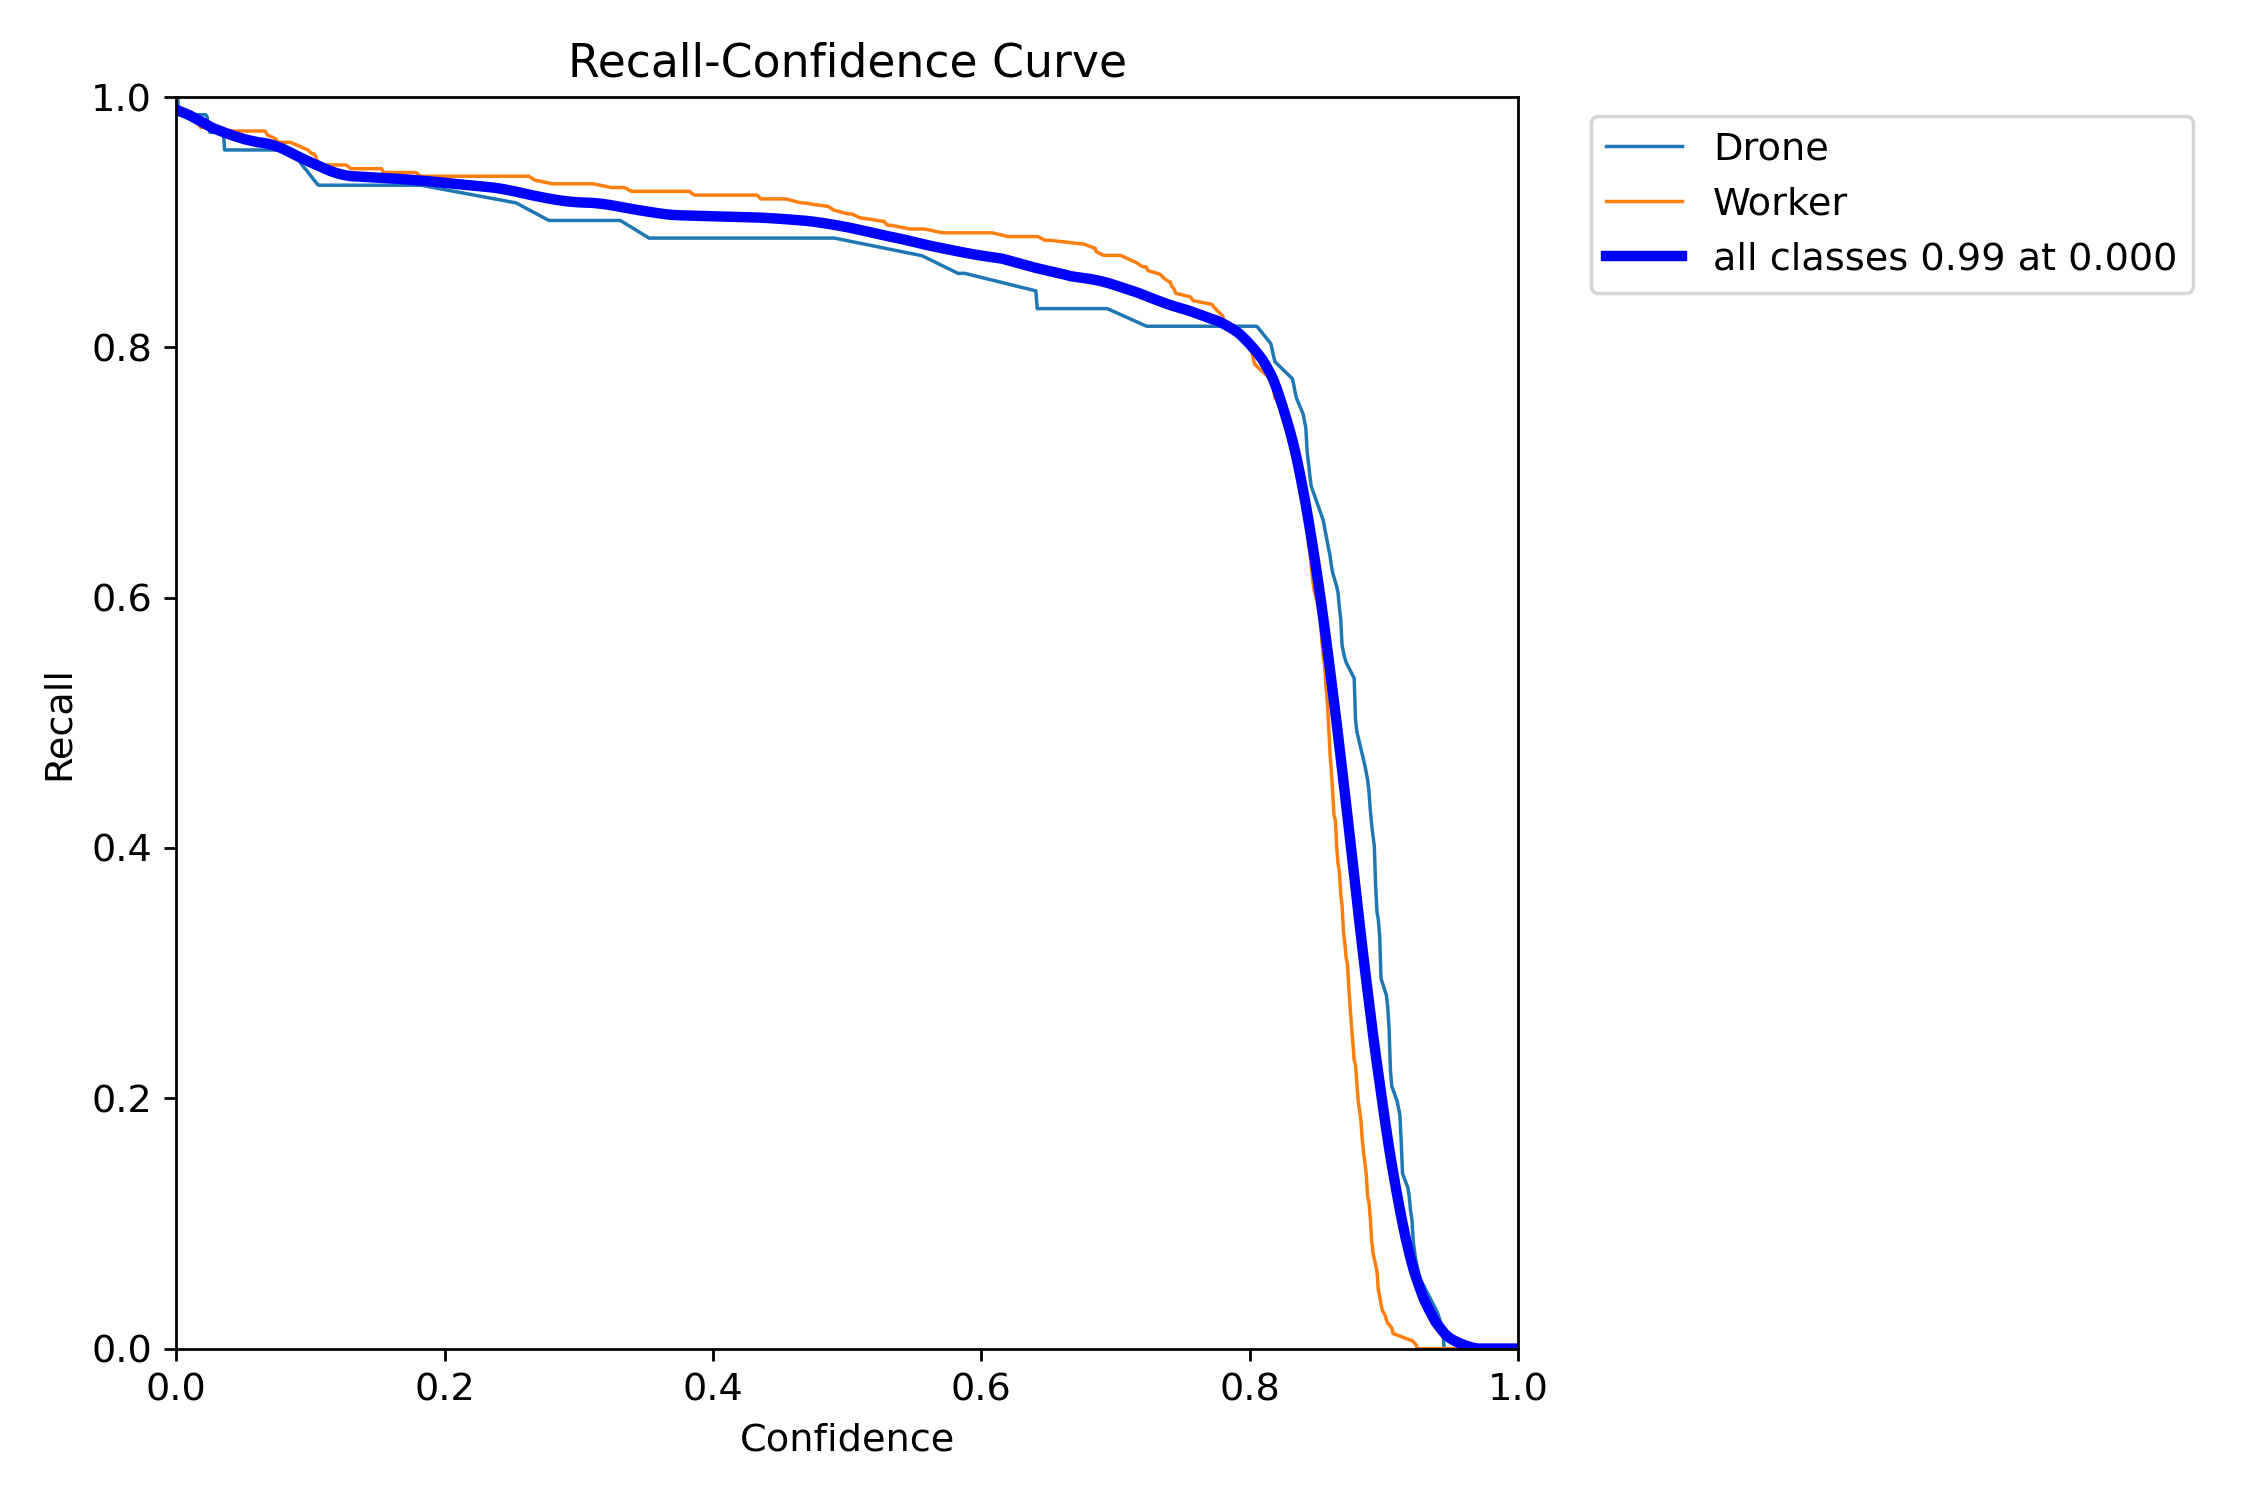 Recall-Confidence Curve
1.0
0.8
0.6
0.4
0.2
0.0
Recall
0.0 0.2 0.4 0.6 0.8 1.0
Confidence
Drone
Worker
all classes 0.99 at 0.000